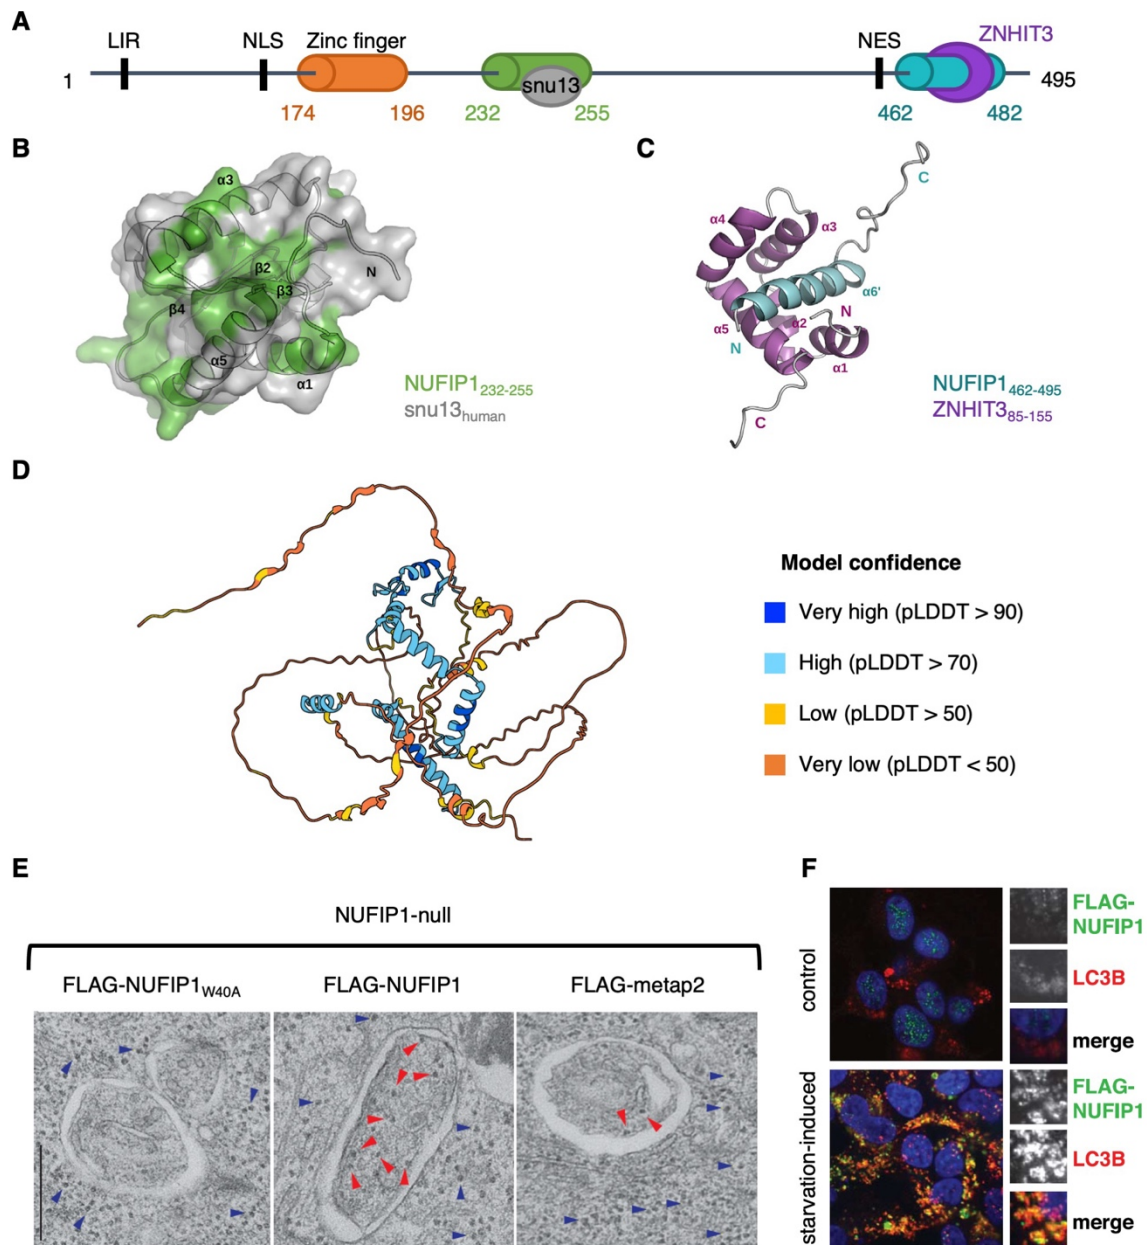 A
LIR
NLS
Zinc finger
NES
ZNHIT3
1
snu13
495
174
196
232
255
462
482
B
α3
β2
β3
N
β4
α5
α1
NUFIP1232-255
snu13human
C
C
α4
α3
α6'
N
α5
α2
N
α1
C
NUFIP1462-495
ZNHIT385-155
D
Model confidence
Very high (pLDDT > 90)
High (pLDDT > 70)
Low (pLDDT > 50)
Very low (pLDDT < 50)
E
NUFIP1-null
FLAG-NUFIP1W40A
FLAG-NUFIP1
FLAG-metap2
F
control
FLAG-
NUFIP1
LC3B
merge
starvation-induced
FLAG-
NUFIP1
LC3B
merge